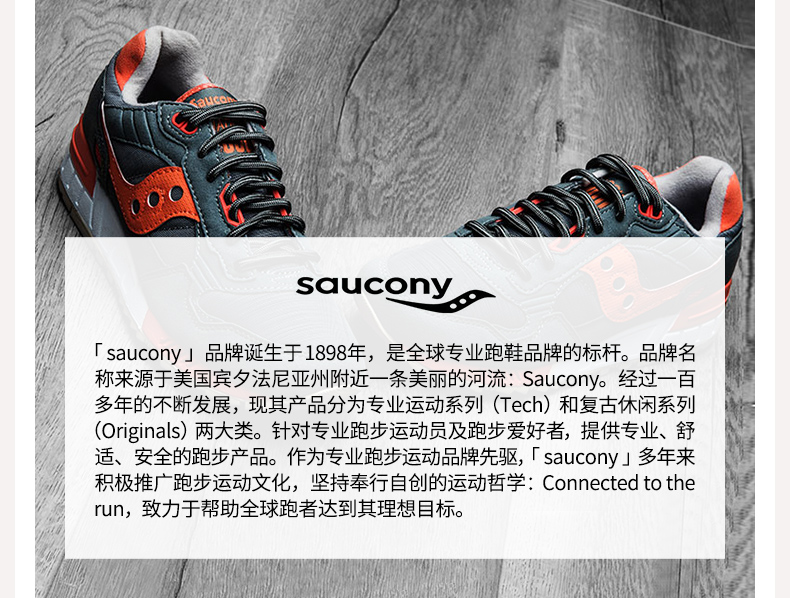 saucony
saucony
「saucony」品牌诞生于1898年，是全球专业跑鞋品牌的标杆。品牌名
称来源于美国宾夕法尼亚州附近一条美丽的河流：Saucony。经过一百
多年的不断发展，现其产品分为专业运动系列（Tech）和复古休闲系列
（Originals）两大类。针对专业跑步运动员及跑步爱好者，提供专业、舒
适、安全的跑步产品。作为专业跑步运动品牌先驱，「saucony」多年来
积极推广跑步运动文化，坚持奉行自创的运动哲学：Connected to the
run，致力于帮助全球跑者达到其理想目标。